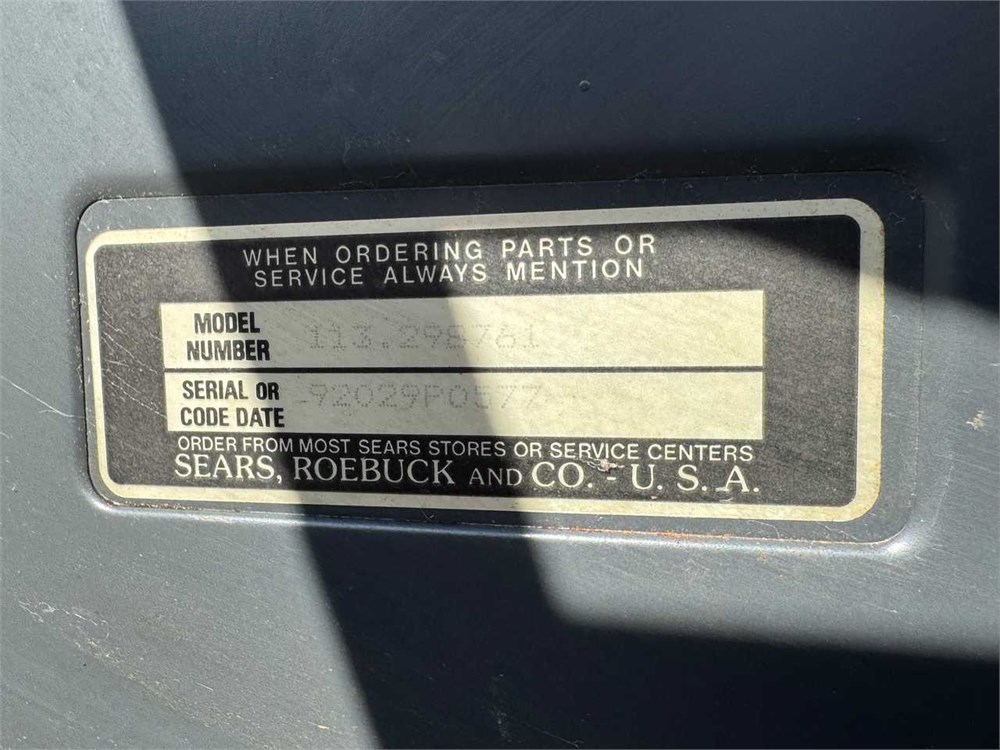 WHEN ORDERING PARTS OR
SERVICE ALWAYS MENTION
MODEL
NUMBER
113.298761
SERIAL OR
CODE DATE
92029P0577
ORDER FROM MOST SEARS STORES OR SERVICE CENTERS
SEARS, ROEBUCK AND CO. - U. S. A.